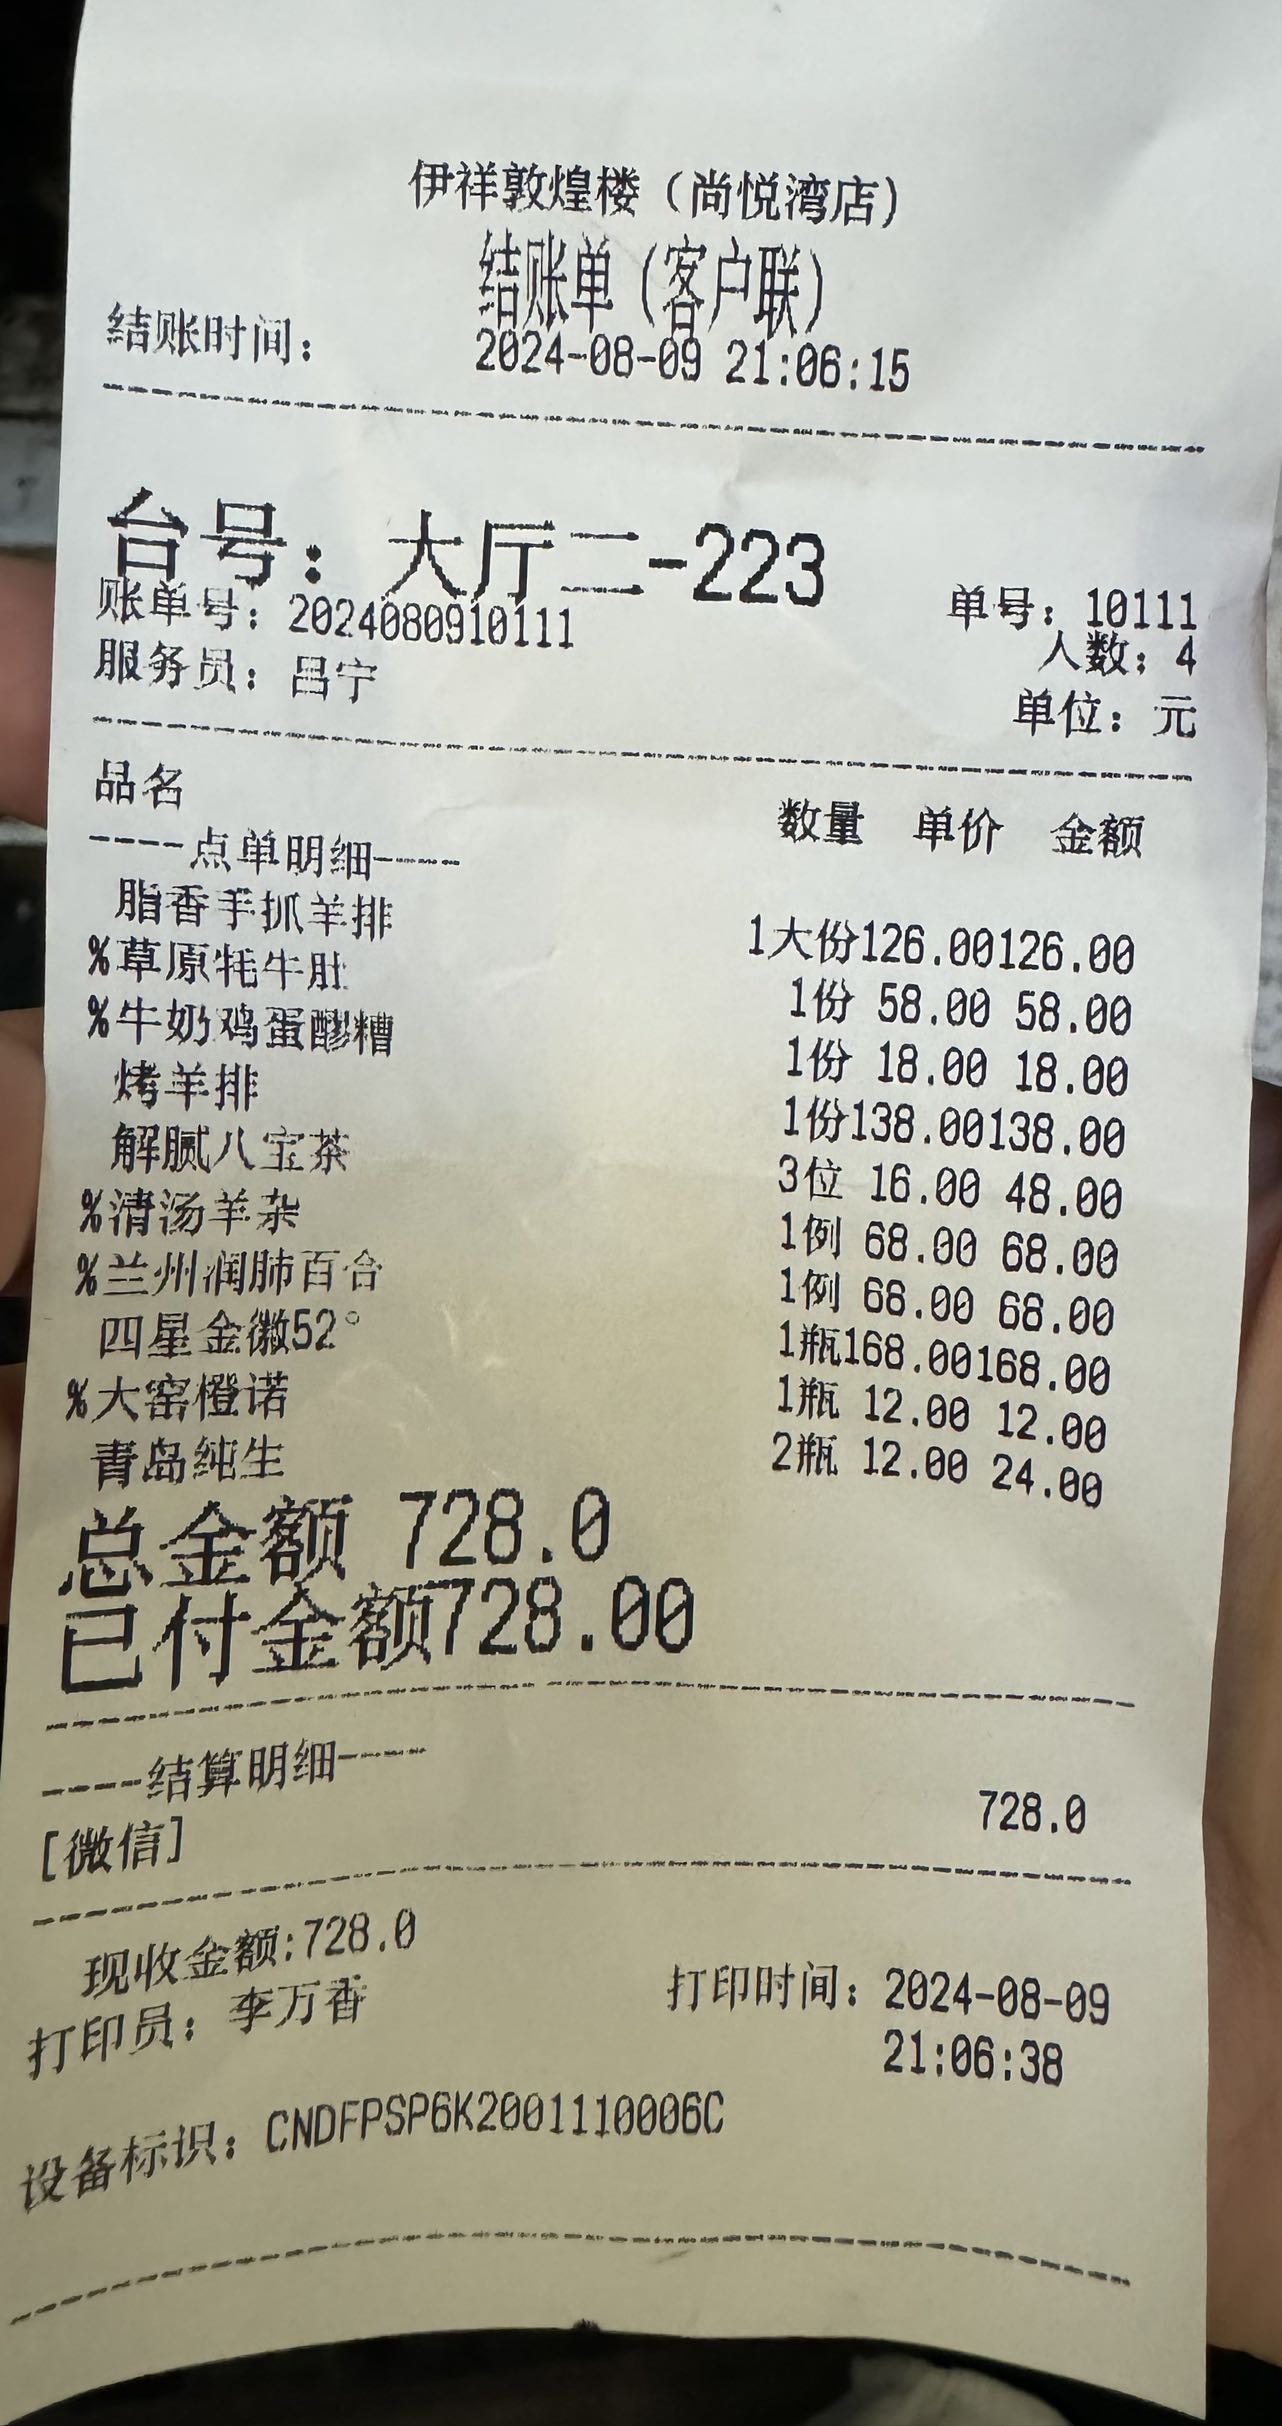 伊祥敦煌楼（尚悦湾店）
结账单（客户联）
结账时间： 2024-08-09 21:06:15
台号：大厅二-223
账单号：2024080910111 单号：10111
服务员：吕宁 人数：4
单位：元
品名 数量 单价 金额
----点单明细----
脂香手抓羊排 1大份126.00126.00
%草原牦牛肚 1份 58.00 58.00
%牛奶鸡蛋醪糟 1份 18.00 18.00
烤羊排 1份138.00138.00
解腻八宝茶 3位 16.00 48.00
%清汤羊杂 1例 68.00 68.00
%兰州润肺百合 1例 68.00 68.00
四星金徽52° 1瓶168.00168.00
%大窑橙诺 1瓶 12.00 12.00
青岛纯生 2瓶 12.00 24.00
总金额 728.0
已付金额728.00
----结算明细----
[微信] 728.0
现收金额:728.0
打印员：李万香 打印时间：2024-08-09
21:06:38
设备标识：CNDFPSP6K2001110006C